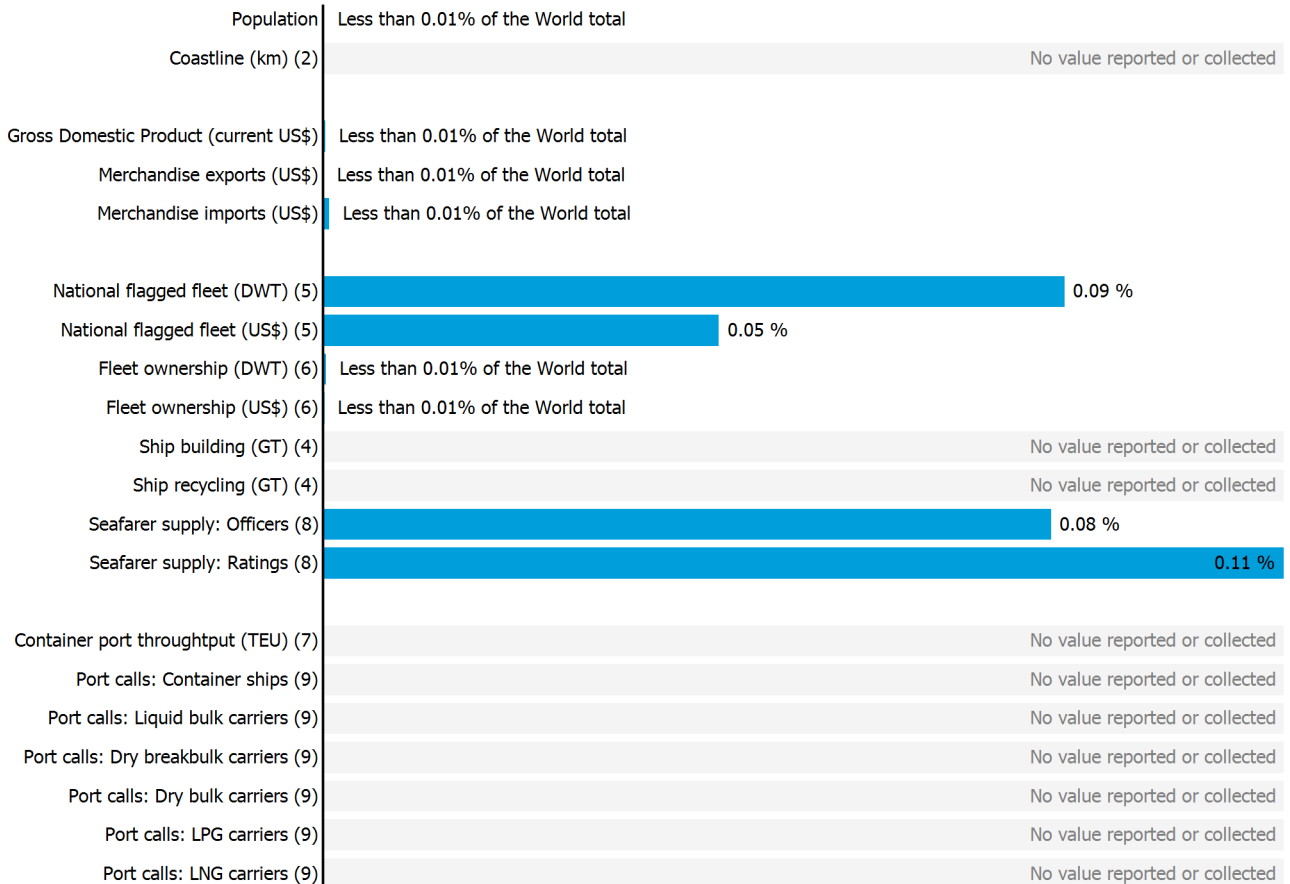 Population Less than 0.01% of the World total
Coastline (km) (2) No value reported or collected
Gross Domestic Product (current US$) Less than 0.01% of the World total
Merchandise exports (US$) Less than 0.01% of the World total
Merchandise imports (US$) Less than 0.01% of the World total
National flagged fleet (DWT) (5) 0.09 %
National flagged fleet (US$) (5) 0.05 %
Fleet ownership (DWT) (6) Less than 0.01% of the World total
Fleet ownership (US$) (6) Less than 0.01% of the World total
Ship building (GT) (4) No value reported or collected
Ship recycling (GT) (4) No value reported or collected
Seafarer supply: Officers (8) 0.08 %
Seafarer supply: Ratings (8) 0.11 %
Container port throughtput (TEU) (7) No value reported or collected
Port calls: Container ships (9) No value reported or collected
Port calls: Liquid bulk carriers (9) No value reported or collected
Port calls: Dry breakbulk carriers (9) No value reported or collected
Port calls: Dry bulk carriers (9) No value reported or collected
Port calls: LPG carriers (9) No value reported or collected
Port calls: LNG carriers (9) No value reported or collected